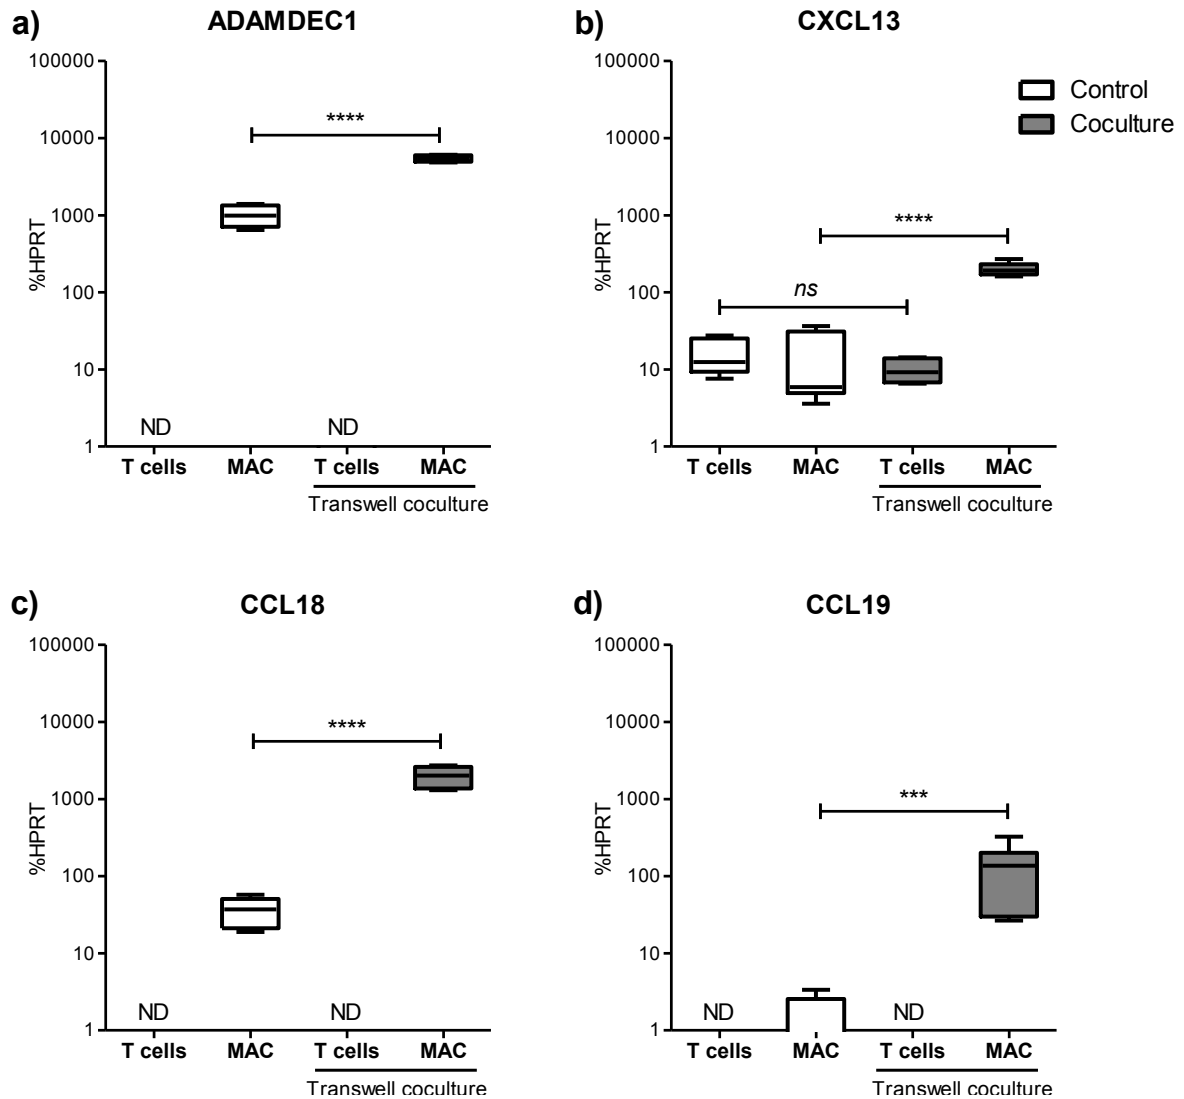 a)
ADAMDEC1
100000
10000
1000
100
10
1
%HPRT
****
ND
ND
T cells
MAC
T cells
MAC
Transwell coculture
b)
CXCL13
100000
10000
1000
100
10
1
%HPRT
Control
Coculture
****
ns
T cells
MAC
T cells
MAC
Transwell coculture
c)
CCL18
100000
10000
1000
100
10
1
%HPRT
****
ND
ND
T cells
MAC
T cells
MAC
Transwell coculture
d)
CCL19
100000
10000
1000
100
10
1
%HPRT
***
ND
ND
T cells
MAC
T cells
MAC
Transwell coculture